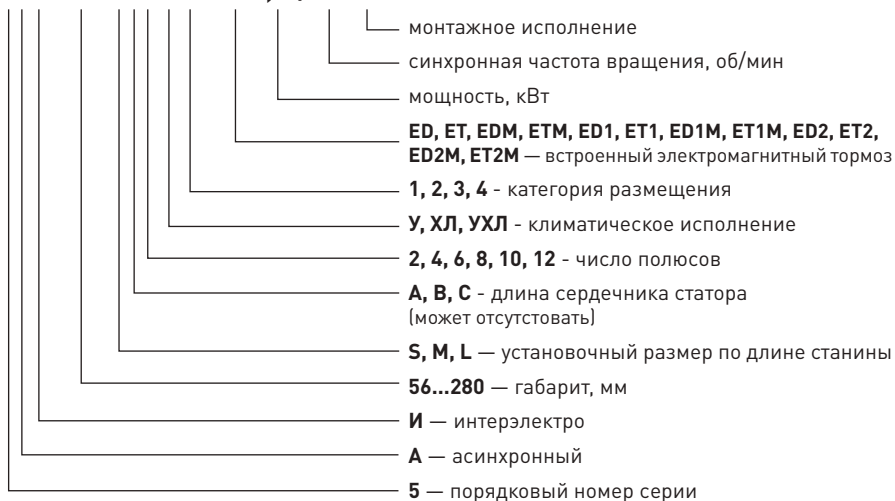 монтажное исполнение
синхронная частота вращения, об/мин
мощность, кВт
ED, ET, EDM, ETM, ED1, ET1, ED1M, ET1M, ED2, ET2,
ED2M, ET2M — встроенный электромагнитный тормоз
1, 2, 3, 4 - категория размещения
У, ХЛ, УХЛ - климатическое исполнение
2, 4, 6, 8, 10, 12 - число полюсов
А, В, С - длина сердечника статора
(может отсутстовать)
S, M, L — установочный размер по длине станины
56...280 — габарит, мм
И — интерэлектро
А — асинхронный
5 — порядковый номер серии